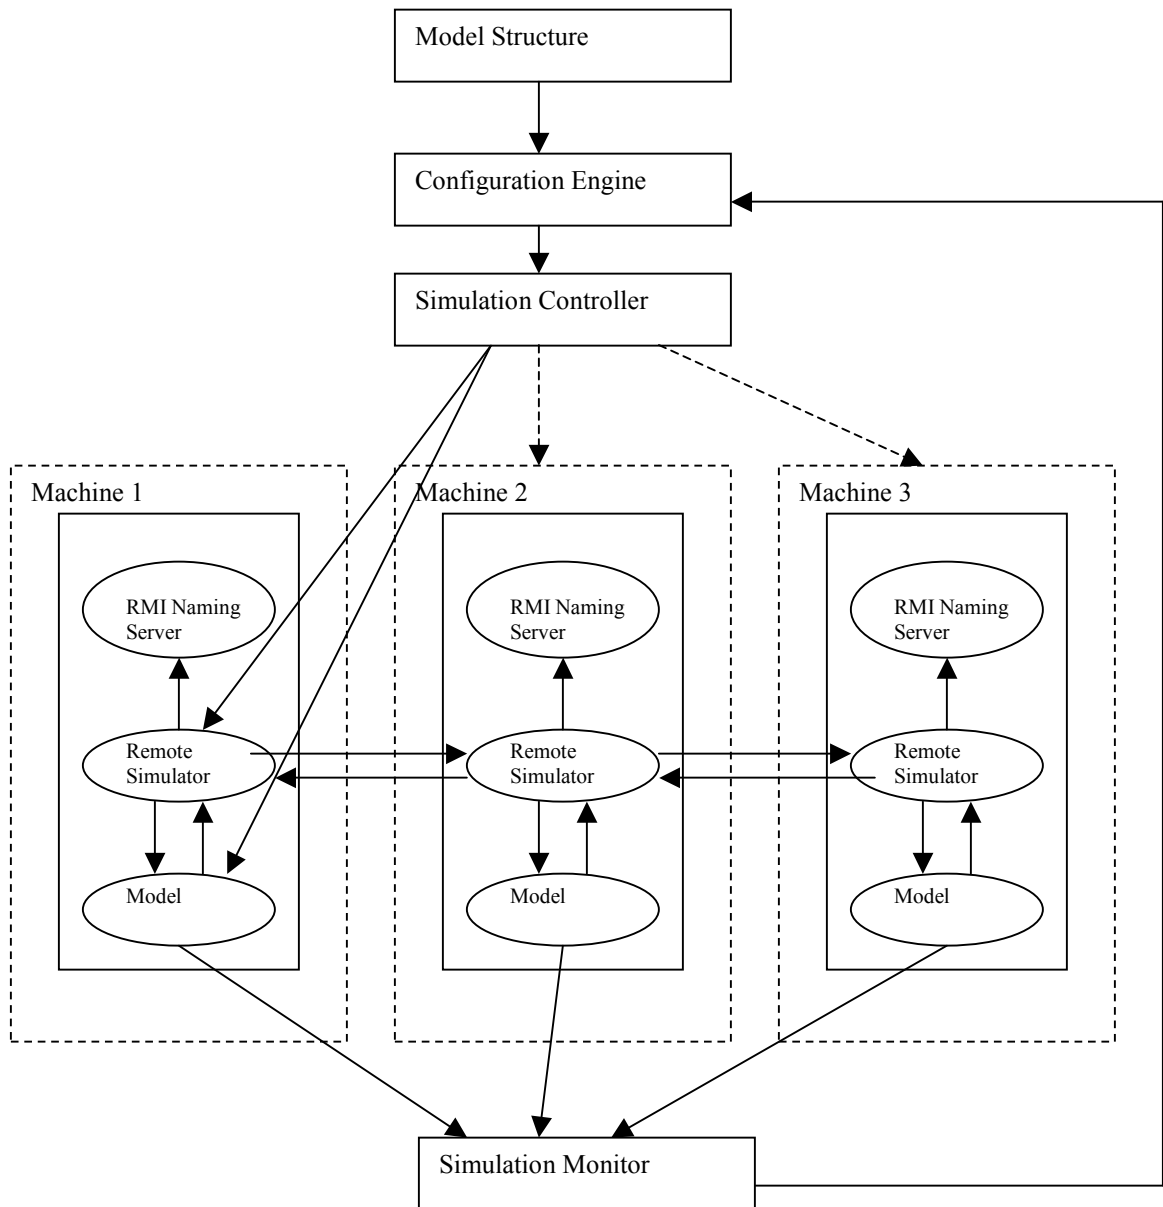 Model Structure
Configuration Engine
Simulation Controller
Machine 1
Machine 2
Machine 3
RMI Naming
Server
RMI Naming
Server
RMI Naming
Server
Remote
Simulator
Remote
Simulator
Remote
Simulator
Model
Model
Model
Simulation Monitor